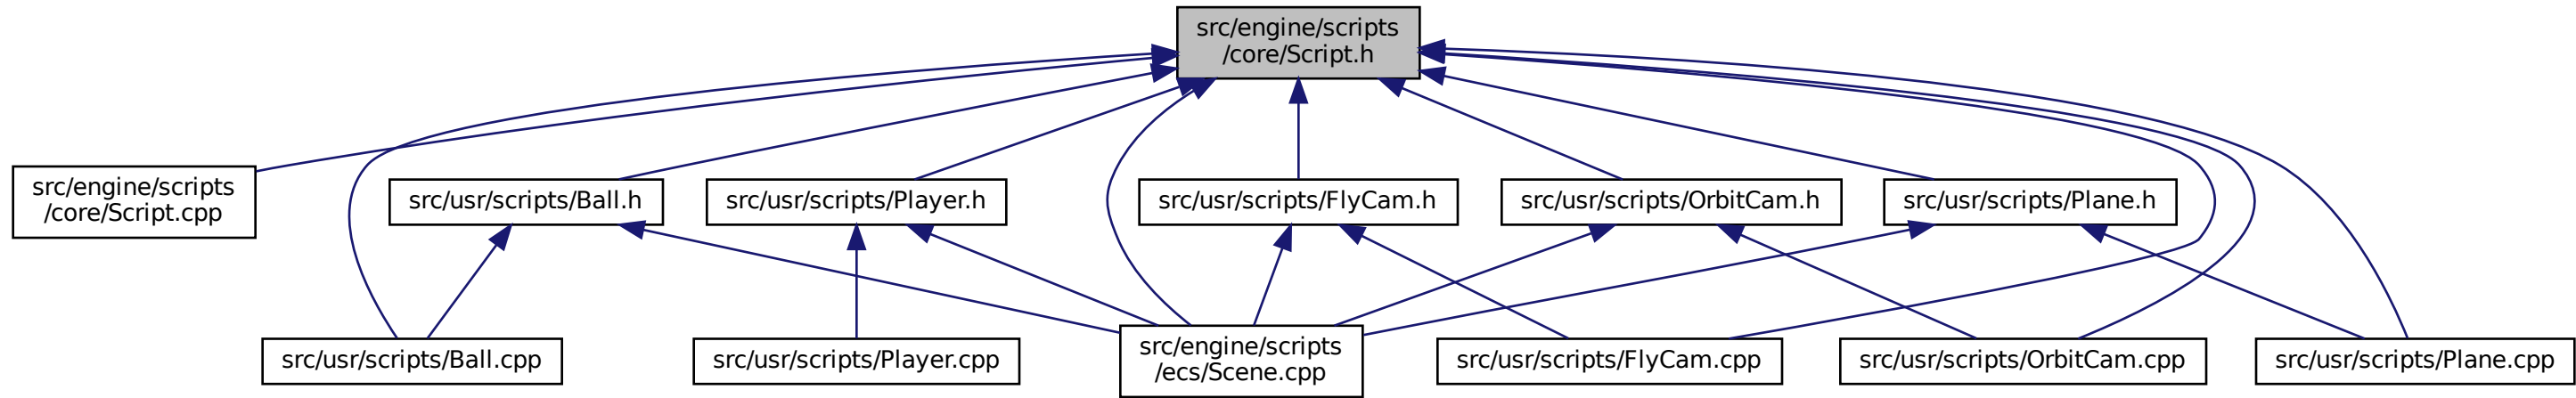 src/engine/scripts
/core/Script.h
src/engine/scripts
/core/Script.cpp
src/usr/scripts/Ball.h
src/usr/scripts/Player.h
src/usr/scripts/FlyCam.h
src/usr/scripts/OrbitCam.h
src/usr/scripts/Plane.h
src/usr/scripts/Ball.cpp
src/usr/scripts/Player.cpp
src/engine/scripts
/ecs/Scene.cpp
src/usr/scripts/FlyCam.cpp
src/usr/scripts/OrbitCam.cpp
src/usr/scripts/Plane.cpp